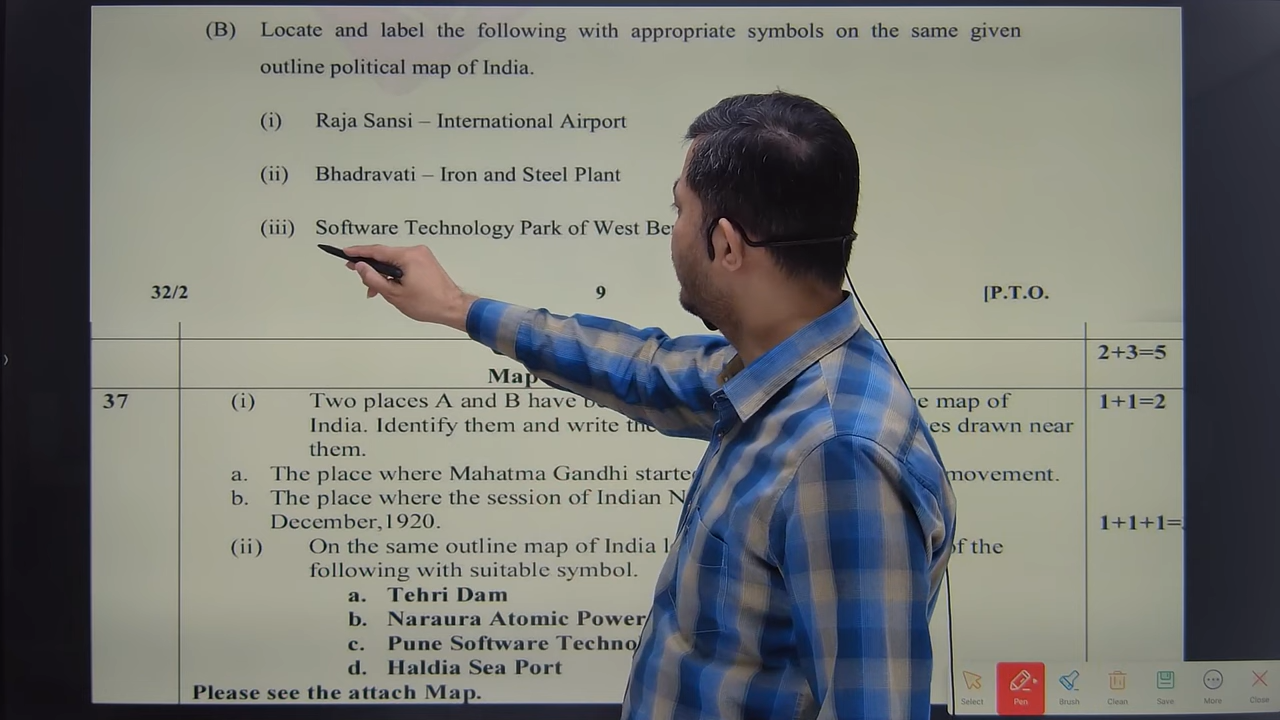 (B) Locate and label the following with appropriate symbols on the same given
outline political map of India.
(i) Raja Sansi – International Airport
(ii) Bhadravati – Iron and Steel Plant
(iii) Software Technology Park of West
32/2 9 [P.T.O.
2+3=5
Map
37 (i) Two places A and B have map of 1+1=2
India. Identify them and write drawn near
them.
a. The place where Mahatma Gandhi movement.
b. The place where the session of Indian
December,1920. 1+1+1=
(ii) On the same outline map of India of the
following with suitable symbol.
a. Tehri Dam
b. Naraura Atomic Power
c. Pune Software
d. Haldia Sea Port
Please see the attach Map.
Select Pen Brush Clean Save More Close